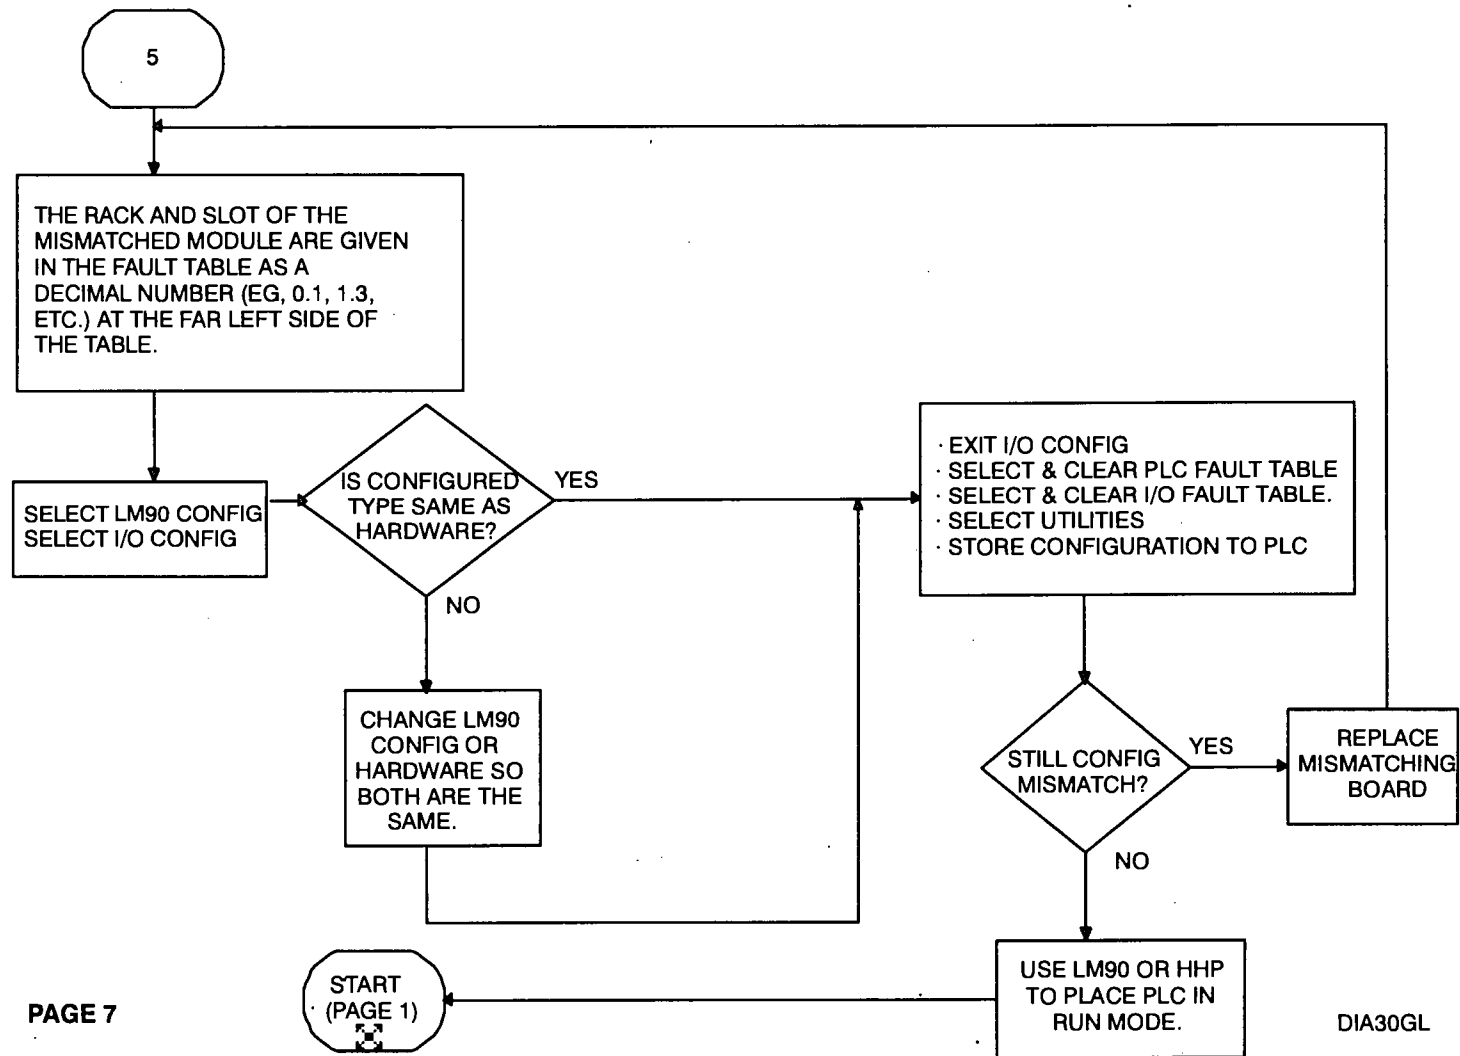 5
THE RACK AND SLOT OF THE
MISMATCHED MODULE ARE GIVEN
IN THE FAULT TABLE AS A
DECIMAL NUMBER (EG, 0.1, 1.3,
ETC.) AT THE FAR LEFT SIDE OF
THE TABLE.
SELECT LM90 CONFIG
SELECT I/O CONFIG
IS CONFIGURED
TYPE SAME AS
HARDWARE?
YES
NO
CHANGE LM90
CONFIG OR
HARDWARE SO
BOTH ARE THE
SAME.
· EXIT I/O CONFIG
· SELECT & CLEAR PLC FAULT TABLE
· SELECT & CLEAR I/O FAULT TABLE.
· SELECT UTILITIES
· STORE CONFIGURATION TO PLC
STILL CONFIG
MISMATCH?
YES
REPLACE
MISMATCHING
BOARD
NO
USE LM90 OR HHP
TO PLACE PLC IN
RUN MODE.
START
(PAGE 1)
PAGE 7
DIA30GL